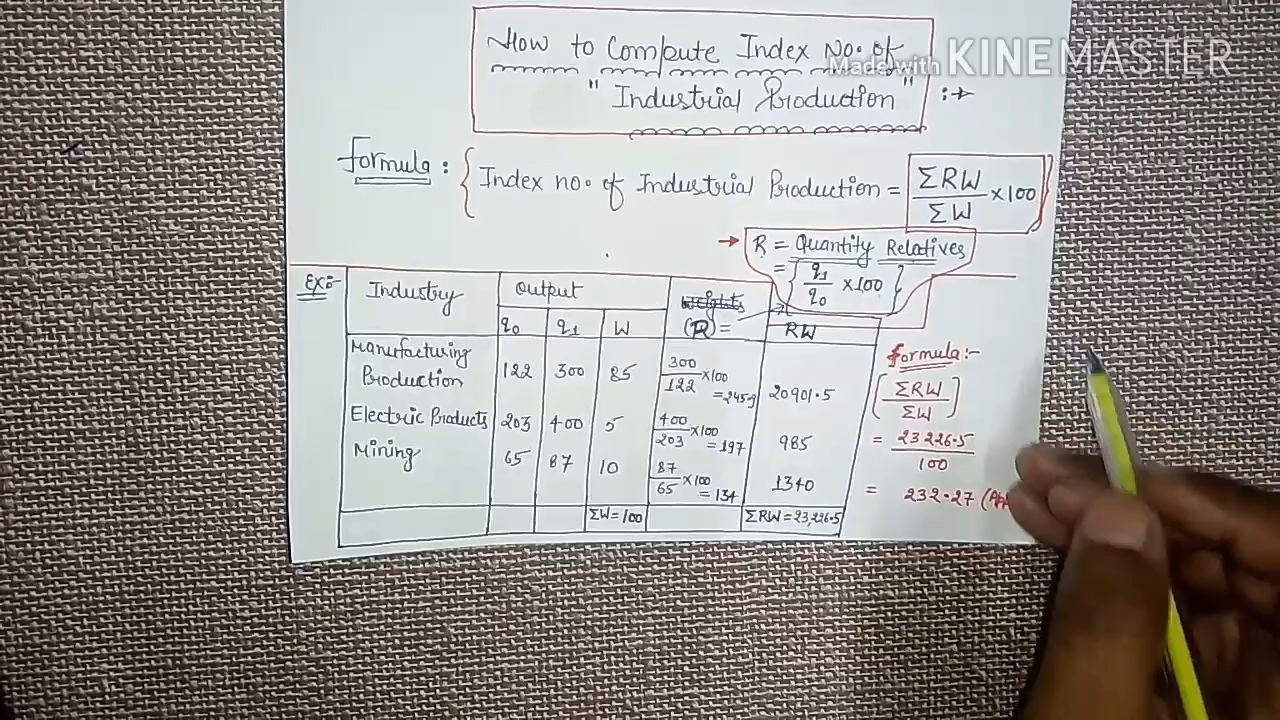 How to Compute Index No. of
" Industrial Production" :→
Made with KINEMASTER
Formula : { Index no. of Industrial Production = ΣRW / ΣW ×100 }
→ R = Quantity Relatives
= { q1 / q0 ×100 }
Ex:-
Industry Output Weights
q0 q1 W (R) = RW
Manufacturing Production 122 300 85 300/122 ×100 = 245.9 20901.5
Electric Products 203 400 5 400/203 ×100 = 197 985
Mining 65 87 10 87/65 ×100 = 134 1340
ΣW = 100 ΣRW = 23,226.5
Formula:-
( ΣRW / ΣW )
= 23226.5 / 100
= 232.27 (App